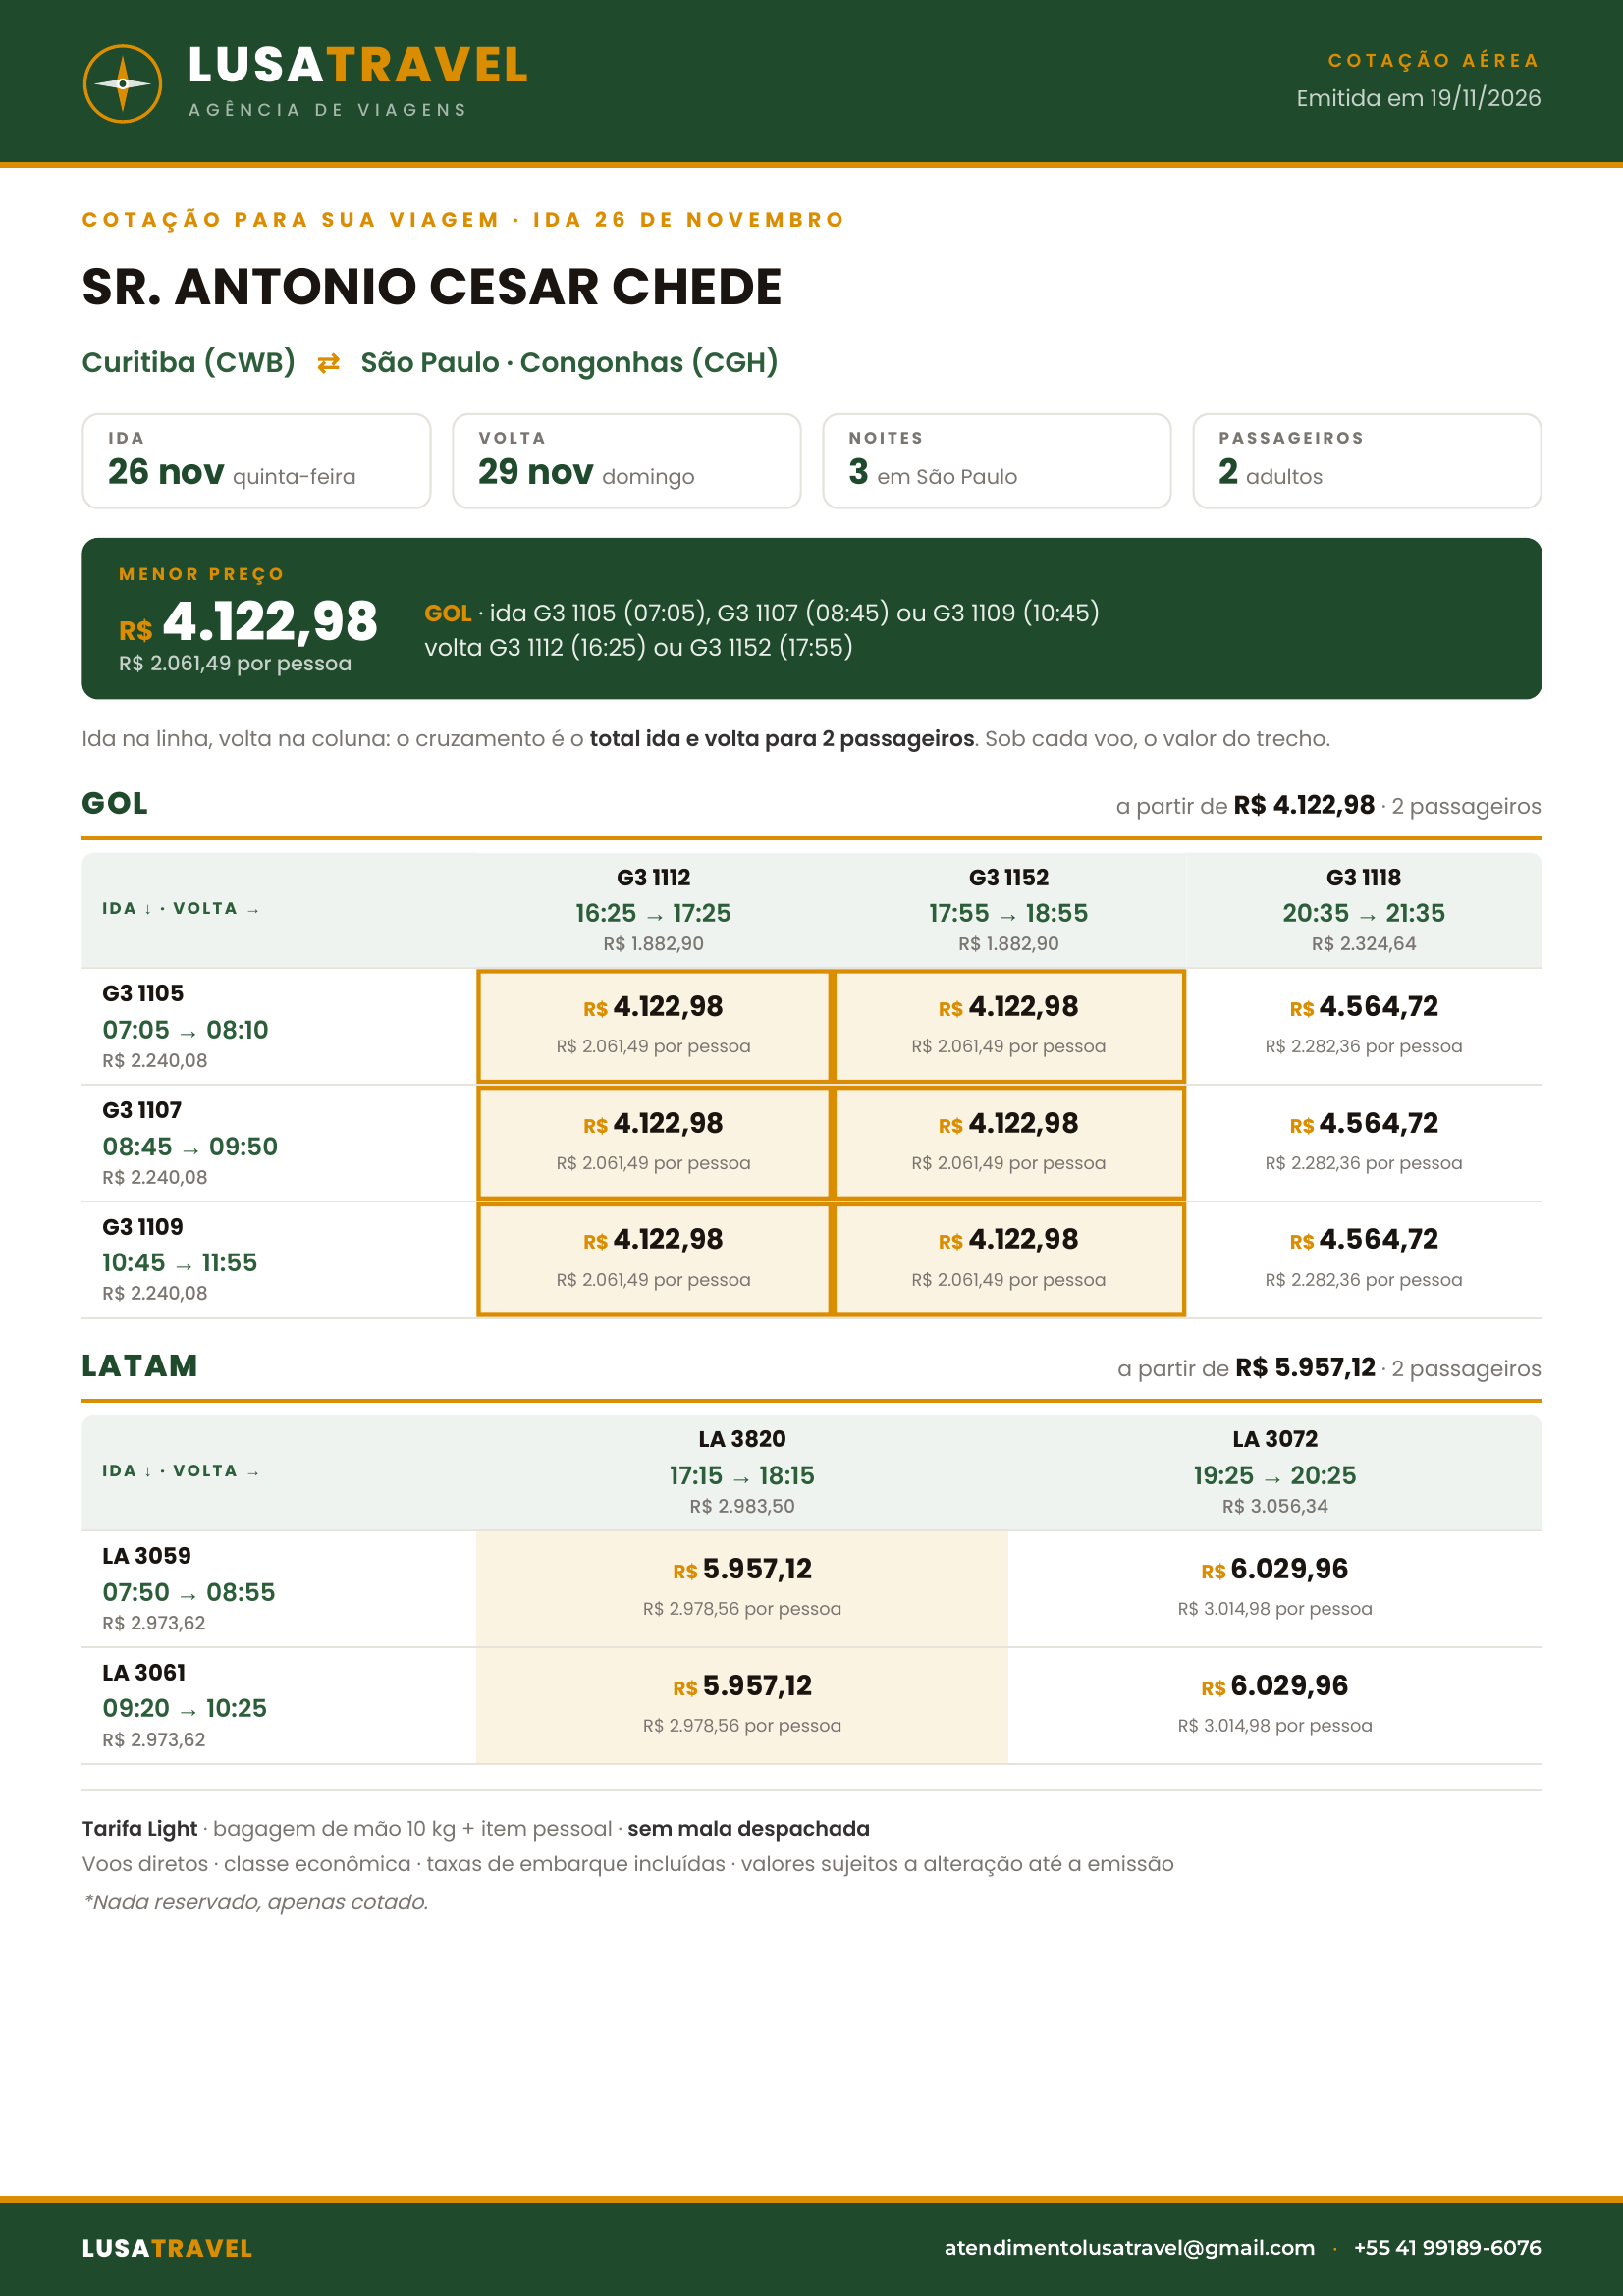 LUSATRAVEL
AGÊNCIA DE VIAGENS
COTAÇÃO AÉREA
Emitida em 19/11/2026
COTAÇÃO PARA SUA VIAGEM · IDA 26 DE NOVEMBRO
SR. ANTONIO CESAR CHEDE
Curitiba (CWB) ⇄ São Paulo · Congonhas (CGH)
IDA
26 nov quinta-feira
VOLTA
29 nov domingo
NOITES
3 em São Paulo
PASSAGEIROS
2 adultos
MENOR PREÇO
R$ 4.122,98
R$ 2.061,49 por pessoa
GOL · ida G3 1105 (07:05), G3 1107 (08:45) ou G3 1109 (10:45)
volta G3 1112 (16:25) ou G3 1152 (17:55)
Ida na linha, volta na coluna: o cruzamento é o total ida e volta para 2 passageiros. Sob cada voo, o valor do trecho.
GOL
a partir de R$ 4.122,98 · 2 passageiros
IDA ↓ · VOLTA →
G3 1112
16:25 → 17:25
R$ 1.882,90
G3 1152
17:55 → 18:55
R$ 1.882,90
G3 1118
20:35 → 21:35
R$ 2.324,64
G3 1105
07:05 → 08:10
R$ 2.240,08
R$ 4.122,98
R$ 2.061,49 por pessoa
R$ 4.122,98
R$ 2.061,49 por pessoa
R$ 4.564,72
R$ 2.282,36 por pessoa
G3 1107
08:45 → 09:50
R$ 2.240,08
R$ 4.122,98
R$ 2.061,49 por pessoa
R$ 4.122,98
R$ 2.061,49 por pessoa
R$ 4.564,72
R$ 2.282,36 por pessoa
G3 1109
10:45 → 11:55
R$ 2.240,08
R$ 4.122,98
R$ 2.061,49 por pessoa
R$ 4.122,98
R$ 2.061,49 por pessoa
R$ 4.564,72
R$ 2.282,36 por pessoa
LATAM
a partir de R$ 5.957,12 · 2 passageiros
IDA ↓ · VOLTA →
LA 3820
17:15 → 18:15
R$ 2.983,50
LA 3072
19:25 → 20:25
R$ 3.056,34
LA 3059
07:50 → 08:55
R$ 2.973,62
R$ 5.957,12
R$ 2.978,56 por pessoa
R$ 6.029,96
R$ 3.014,98 por pessoa
LA 3061
09:20 → 10:25
R$ 2.973,62
R$ 5.957,12
R$ 2.978,56 por pessoa
R$ 6.029,96
R$ 3.014,98 por pessoa
Tarifa Light · bagagem de mão 10 kg + item pessoal · sem mala despachada
Voos diretos · classe econômica · taxas de embarque incluídas · valores sujeitos a alteração até a emissão
*Nada reservado, apenas cotado.
LUSATRAVEL
atendimentolusatravel@gmail.com · +55 41 99189-6076